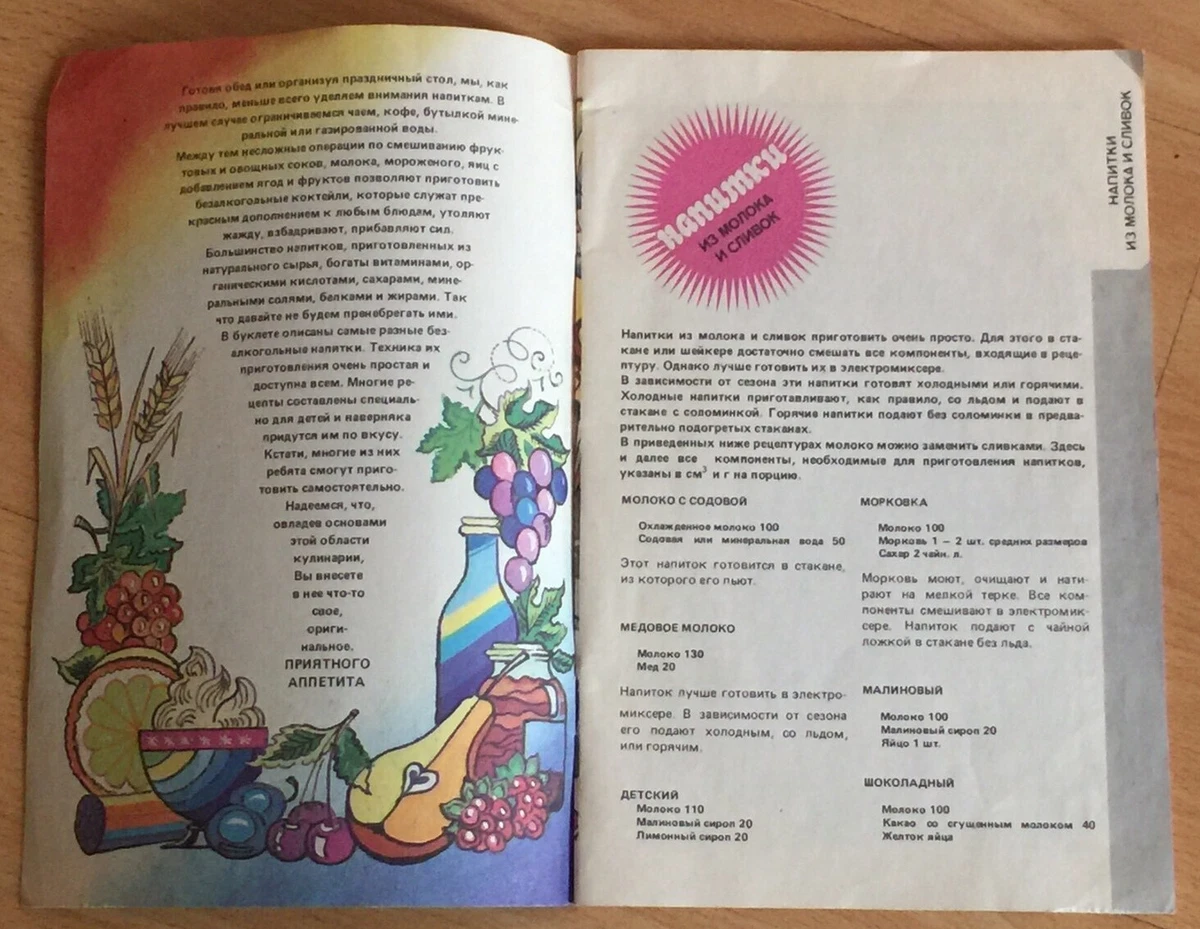 Готовя обед или организуя праздничный стол, мы, как
правило, меньше всего уделяем внимания напиткам. В
лучшем случае ограничиваемся чаем, кофе, бутылкой мине-
ральной или газированной воды.
Между тем несложные операции по смешиванию фрук-
товых и овощных соков, молока, мороженого, яиц с
добавлением ягод и фруктов позволяют приготовить
безалкогольные коктейли, которые служат пре-
красным дополнением к любым блюдам, утоляют
жажду, взбадривают, прибавляют сил.
Большинство напитков, приготовленных из
натурального сырья, богаты витаминами, ор-
ганическими кислотами, сахарами, мине-
ральными солями, белками и жирами. Так
что давайте не будем пренебрегать ими.
В буклете описаны самые разные без-
алкогольные напятки. Техника их
приготовления очень простая и
доступна всем. Многие ре-
цепты составлены специаль-
но для детей и наверняка
придутся им по вкусу.
Кстати, многие из них
ребята смогут приго-
товить самостоятельно.
Надеемся, что,
овладев основами
этой области
кулинарии,
Вы внесете
в нее что-то
свое,
ориги-
нальное.
ПРИЯТНОГО
АППЕТИТА
напитки
ИЗ МОЛОКА
И СЛИВОК
НАПИТКИ
ИЗ МОЛОКА И СЛИВОК
Напитки из молока и сливок приготовить очень просто. Для этого в ста-
кане или шейкере достаточно смешать все компоненты, входящие в реце-
птуру. Однако лучше готовить их в электромиксере.
В зависимости от сезона эти напитки готовят холодными или горячими.
Холодные напитки приготавливают, как правило, со льдом и подают в
стакане с соломинкой. Горячие напитки подают без соломинки в предва-
рительно подогретых стаканах.
В приведенных ниже рецептурах молоко можно заменить сливками. Здесь
и далее все компоненты, необходимые для приготовления напитков,
указаны в см³ и г на порцию.
МОЛОКО С СОДОВОЙ
Охлажденное молоко 100
Содовая или минеральная вода 50
Этот напиток готовится в стакане,
из которого его пьют.
МЕДОВОЕ МОЛОКО
Молоко 130
Мед 20
Напиток лучше готовить в электро-
миксере. В зависимости от сезона
его подают холодным, со льдом,
или горячим.
ДЕТСКИЙ
Молоко 110
Малиновый сироп 20
Лимонный сироп 20
МОРКОВКА
Молоко 100
Морковь 1 – 2 шт. средних размеров
Сахар 2 чайн. л.
Морковь моют, очищают и нати-
рают на мелкой терке. Все ком-
поненты смешивают в электромик-
сере. Напиток подают с чайной
ложкой в стакане без льда.
МАЛИНОВЫЙ
Молоко 100
Малиновый сироп 20
Яйцо 1 шт.
ШОКОЛАДНЫЙ
Молоко 100
Какао со сгущенным молоком 40
Желток яйца